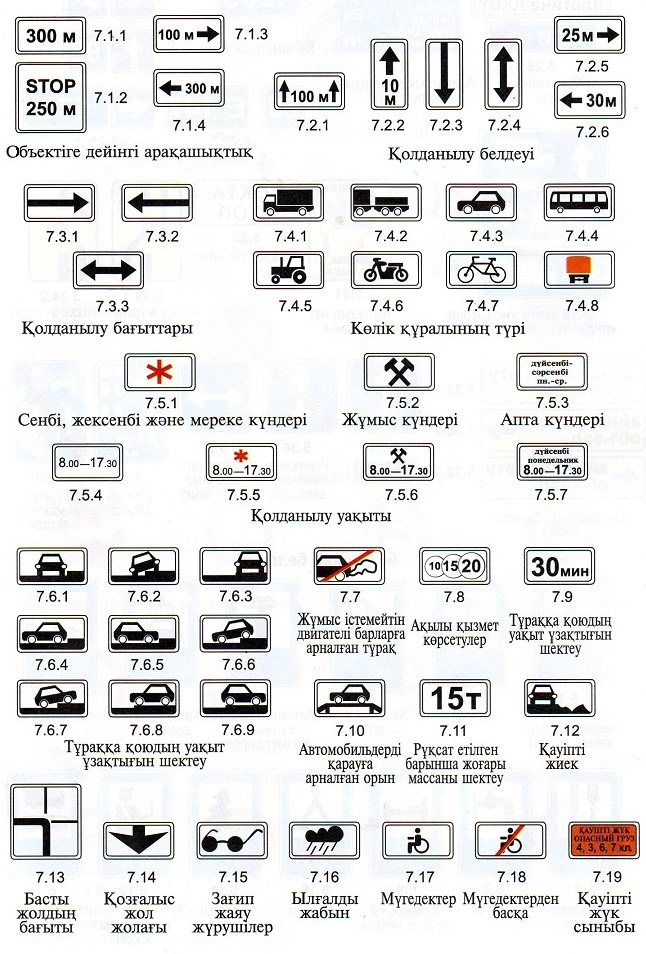 300 м
7.1.1
100 м
7.1.3
STOP
250 м
7.1.2
300 м
7.1.4
Объектіге дейінгі арақашықтық
100 м
7.2.1
10
м
7.2.2
7.2.3
7.2.4
25 м
7.2.5
30 м
7.2.6
Қолданылу белдеуі
7.3.1
7.3.2
7.3.3
Қолданылу бағыттары
7.4.1
7.4.2
7.4.3
7.4.4
7.4.5
7.4.6
7.4.7
7.4.8
Көлік құралының түрі
7.5.1
Сенбі, жексенбі және мереке күндері
7.5.2
Жұмыс күндері
дүйсенбі-
сәрсенбі
пн.-ср.
7.5.3
Апта күндері
8.00—17.30
7.5.4
8.00—17.30
7.5.5
8.00—17.30
7.5.6
дүйсенбі
понедельник
8.00—17.30
7.5.7
Қолданылу уақыты
7.6.1
7.6.2
7.6.3
7.6.4
7.6.5
7.6.6
7.6.7
7.6.8
7.6.9
Тұраққа қоюдың уақыт
ұзақтығын шектеу
7.7
Жұмыс істемейтін
двигателі барларға
арналған тұрақ
10 15 20
7.8
Ақылы қызмет
көрсетулер
30 мин
7.9
Тұраққа қоюдың
уақыт ұзақтығын
шектеу
7.10
Автомобильдерді
қарауға
арналған орын
15т
7.11
Рұқсат етілген
барынша жоғары
массаны шектеу
7.12
Қауіпті
жиек
7.13
Басты
жолдың
бағыты
7.14
Қозғалыс
жол
жолағы
7.15
Зағип
жаяу
жүрушілер
7.16
Ылғалды
жабын
7.17
Мүгедектер
7.18
Мүгедектерден
басқа
ҚАУІПТІ ЖҮК
ОПАСНЫЙ ГРУЗ
4, 3, 6, 7 кл.
7.19
Қауіпті
жүк
сыныбы